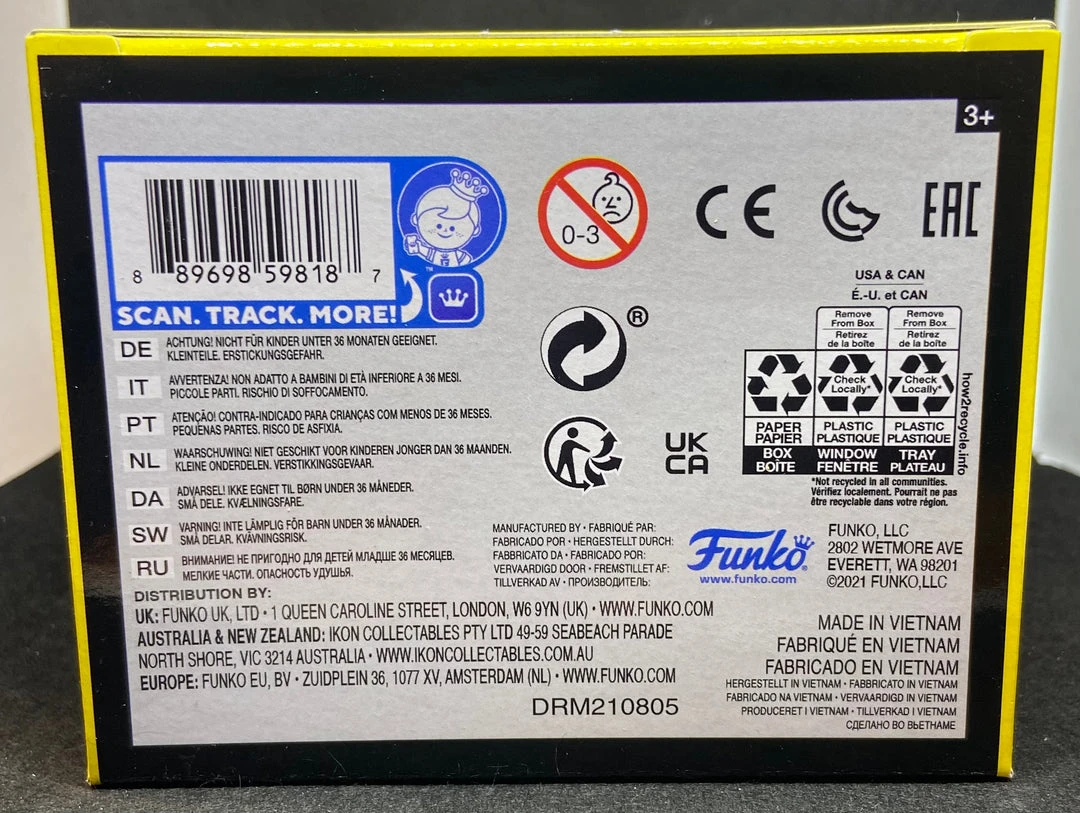 3+
8 89698 59818 7
SCAN. TRACK. MORE!
TM
0-3
CE
EAC
®
UK
CA
DE ACHTUNG! NICHT FÜR KINDER UNTER 36 MONATEN GEEIGNET.
KLEINTEILE. ERSTICKUNGSGEFAHR.
IT AVVERTENZA! NON ADATTO A BAMBINI DI ETÀ INFERIORE A 36 MESI.
PICCOLE PARTI. RISCHIO DI SOFFOCAMENTO.
PT ATENÇÃO! CONTRA-INDICADO PARA CRIANÇAS COM MENOS DE 36 MESES.
PEQUENAS PARTES. RISCO DE ASFIXIA.
NL WAARSCHUWING! NIET GESCHIKT VOOR KINDEREN JONGER DAN 36 MAANDEN.
KLEINE ONDERDELEN. VERSTIKKINGSGEVAAR.
DA ADVARSEL! IKKE EGNET TIL BØRN UNDER 36 MÅNEDER.
SMÅ DELE. KVÆLNINGSFARE.
SW VARNING! INTE LÄMPLIG FÖR BARN UNDER 36 MÅNADER.
SMÅ DELAR. KVÄVNINGSRISK.
RU ВНИМАНИЕ! НЕ ПРИГОДНО ДЛЯ ДЕТЕЙ МЛАДШЕ 36 МЕСЯЦЕВ.
МЕЛКИЕ ЧАСТИ. ОПАСНОСТЬ УДУШЬЯ.
USA & CAN
É.-U. et CAN
Remove
From Box
Retirez
de la boîte
Remove
From Box
Retirez
de la boîte
Check
Locally*
Check
Locally*
PAPER
PAPIER
BOX
BOÎTE
PLASTIC
PLASTIQUE
WINDOW
FENÊTRE
PLASTIC
PLASTIQUE
TRAY
PLATEAU
how2recycle.info
*Not recycled in all communities.
Vérifiez localement. Pourrait ne pas
être recyclable dans votre région.
MANUFACTURED BY • FABRIQUÉ PAR:
FABRICADO POR • HERGESTELLT DURCH:
FABBRICATO DA • FABRICADO POR:
VERVAARDIGD DOOR • FREMSTILLET AF:
TILLVERKAD AV • ПРОИЗВОДИТЕЛЬ:
Funko
www.funko.com
FUNKO, LLC
2802 WETMORE AVE
EVERETT, WA 98201
©2021 FUNKO,LLC
DISTRIBUTION BY:
UK: FUNKO UK, LTD • 1 QUEEN CAROLINE STREET, LONDON, W6 9YN (UK) • WWW.FUNKO.COM
AUSTRALIA & NEW ZEALAND: IKON COLLECTABLES PTY LTD 49-59 SEABEACH PARADE
NORTH SHORE, VIC 3214 AUSTRALIA • WWW.IKONCOLLECTABLES.COM.AU
EUROPE: FUNKO EU, BV • ZUIDPLEIN 36, 1077 XV, AMSTERDAM (NL) • WWW.FUNKO.COM
DRM210805
MADE IN VIETNAM
FABRIQUÉ EN VIETNAM
FABRICADO EN VIETNAM
HERGESTELLT IN VIETNAM • FABBRICATO IN VIETNAM
FABRICADO NA VIETNAM • VERVAARDIGD IN VIETNAM
PRODUCERET I VIETNAM • TILLVERKAD I VIETNAM
СДЕЛАНО ВО ВЬЕТНАМЕ